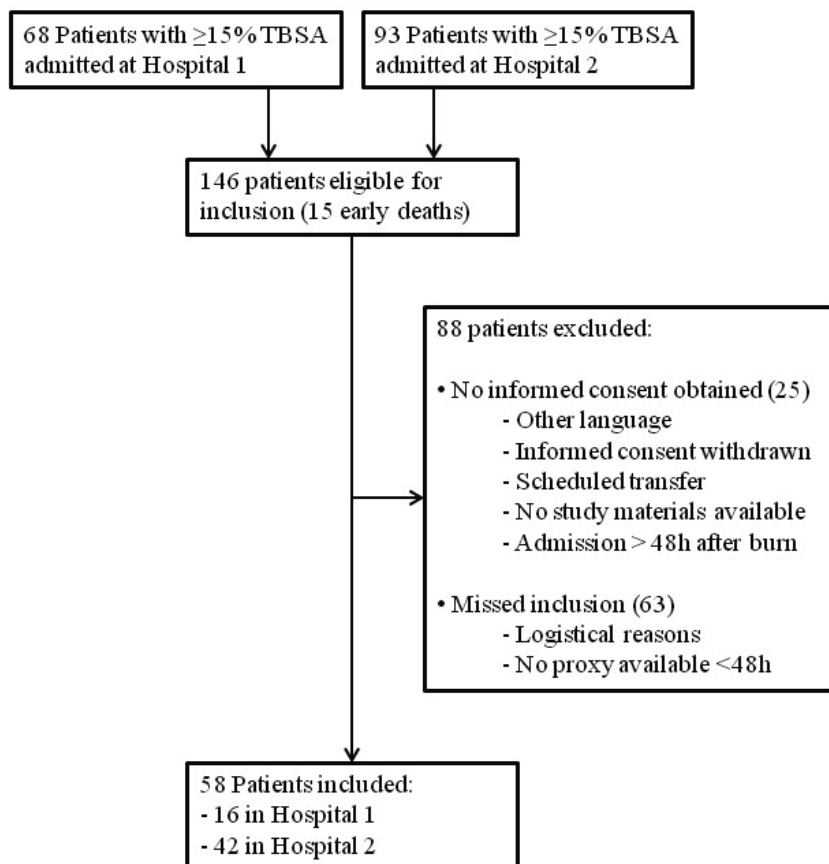 68 Patients with ≥15% TBSA
admitted at Hospital 1
93 Patients with ≥15% TBSA
admitted at Hospital 2
146 patients eligible for
inclusion (15 early deaths)
88 patients excluded:
• No informed consent obtained (25)
- Other language
- Informed consent withdrawn
- Scheduled transfer
- No study materials available
- Admission > 48h after burn
• Missed inclusion (63)
- Logistical reasons
- No proxy available <48h
58 Patients included:
- 16 in Hospital 1
- 42 in Hospital 2